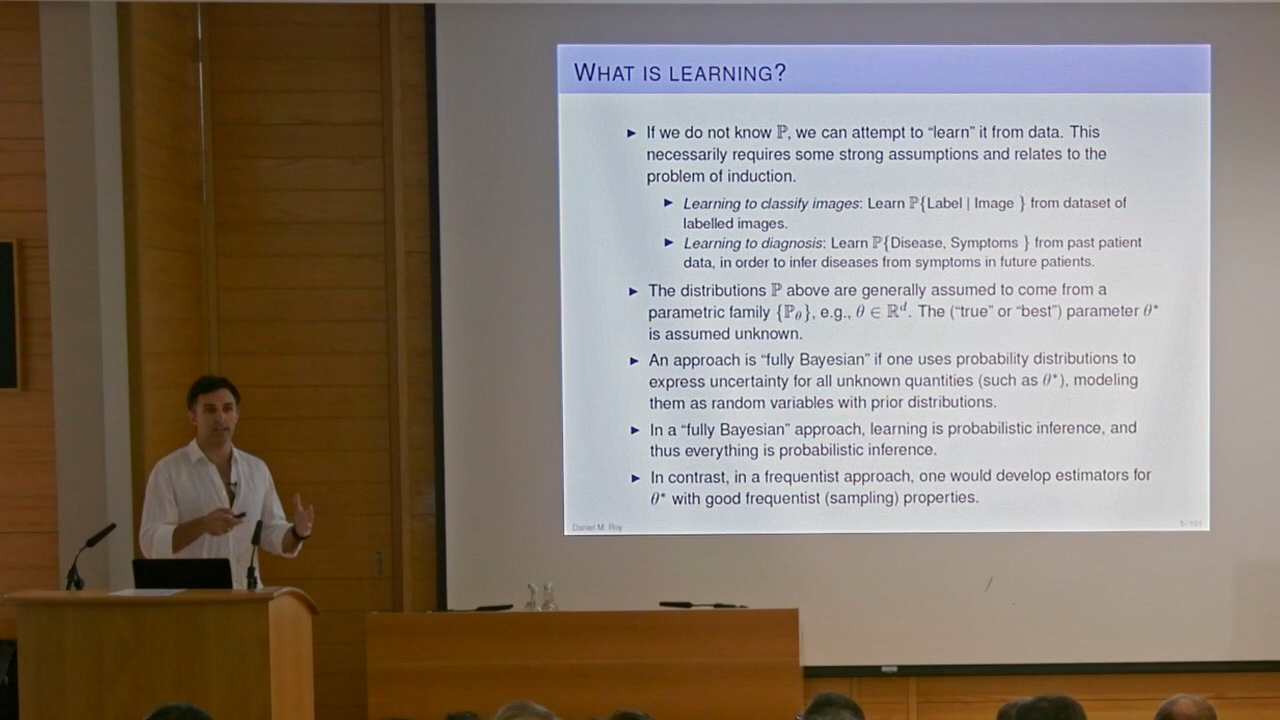 WHAT IS LEARNING?
► If we do not know ℙ, we can attempt to “learn” it from data. This
necessarily requires some strong assumptions and relates to the
problem of induction.
► Learning to classify images: Learn ℙ{Label | Image } from dataset of
labelled images.
► Learning to diagnosis: Learn ℙ{Disease, Symptoms } from past patient
data, in order to infer diseases from symptoms in future patients.
► The distributions ℙ above are generally assumed to come from a
parametric family {ℙθ}, e.g., θ ∈ ℝᵈ. The (“true” or “best”) parameter θ*
is assumed unknown.
► An approach is “fully Bayesian” if one uses probability distributions to
express uncertainty for all unknown quantities (such as θ*), modeling
them as random variables with prior distributions.
► In a “fully Bayesian” approach, learning is probabilistic inference, and
thus everything is probabilistic inference.
► In contrast, in a frequentist approach, one would develop estimators for
θ* with good frequentist (sampling) properties.
Daniel M. Roy